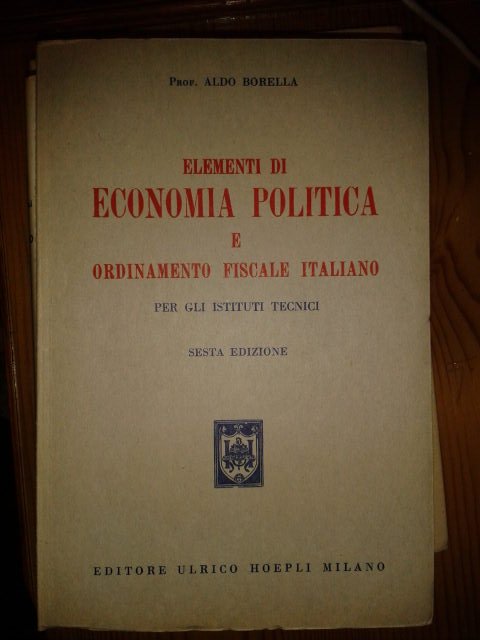 Prof. ALDO BORELLA
ELEMENTI DI
ECONOMIA POLITICA
E
ORDINAMENTO FISCALE ITALIANO
PER GLI ISTITUTI TECNICI
SESTA EDIZIONE
EDITORE ULRICO HOEPLI MILANO